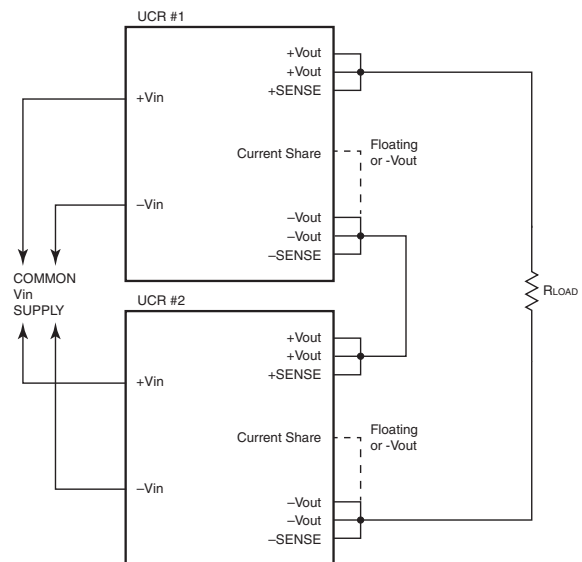 UCR #1
+Vout
+Vout
+SENSE
+Vin
Current Share
Floating
or -Vout
–Vin
–Vout
–Vout
–SENSE
COMMON
Vin
SUPPLY
RLOAD
UCR #2
+Vout
+Vout
+SENSE
+Vin
Current Share
Floating
or -Vout
–Vin
–Vout
–Vout
–SENSE